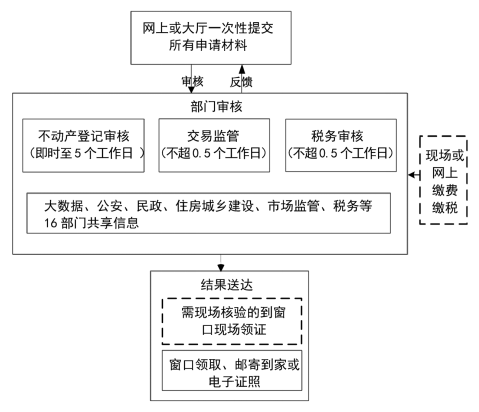 网上或大厅一次性提交
所有申请材料
审核
反馈
部门审核
不动产登记审核
（即时至5个工作日）
交易监管
（不超0.5个工作日）
税务审核
（不超0.5个工作日）
现场或
网上
缴费
缴税
大数据、公安、民政、住房城乡建设、市场监管、税务等
16部门共享信息
结果送达
需现场核验的到窗
口现场领证
窗口领取、邮寄到家或
电子证照